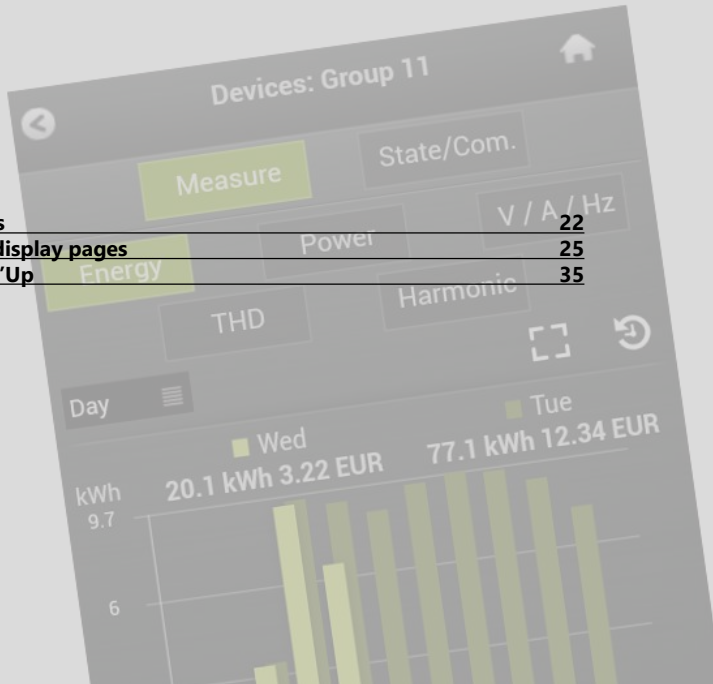 Devices: Group 11
Measure State/Com.
s 22
display pages 25
'Up 35
Energy Power V / A / Hz
THD Harmonic
Day
Wed Tue
20.1 kWh 3.22 EUR 77.1 kWh 12.34 EUR
kWh
9.7
6